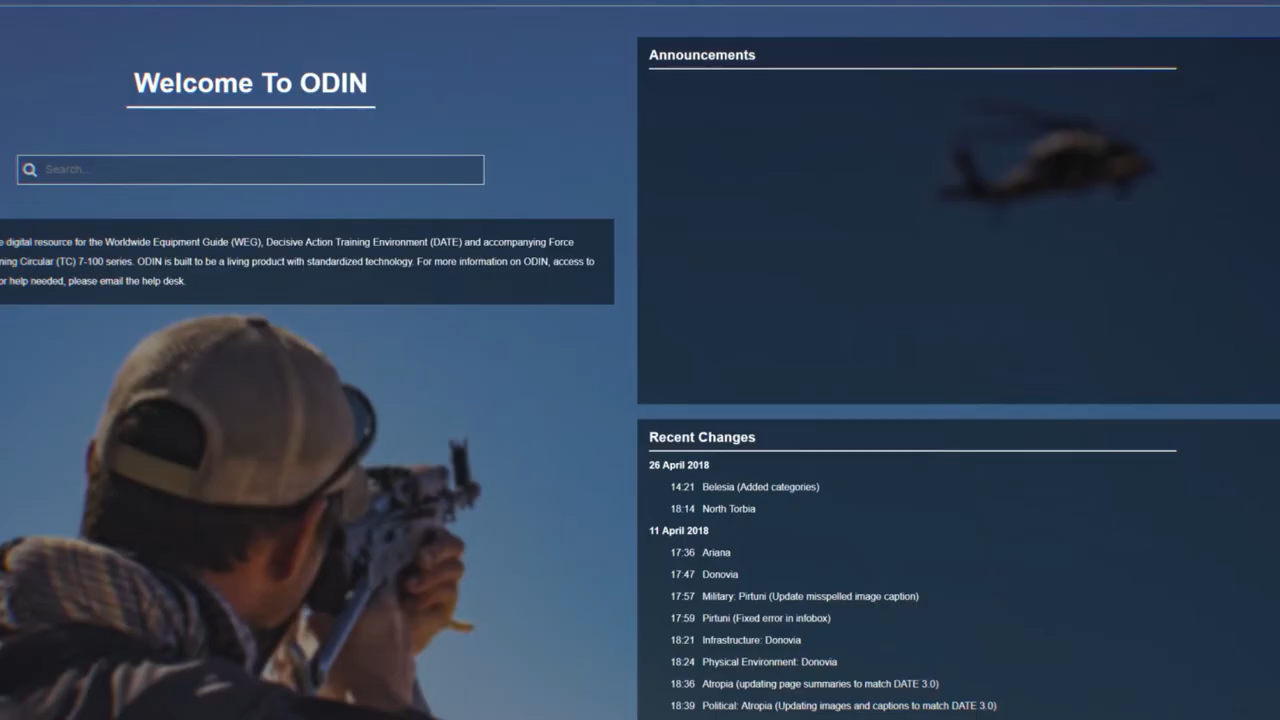 Welcome To ODIN
Search...
digital resource for the Worldwide Equipment Guide (WEG), Decisive Action Training Environment (DATE) and accompanying Force
Circular (TC) 7-100 series. ODIN is built to be a living product with standardized technology. For more information on ODIN, access to
or help needed, please email the help desk.
Announcements
Recent Changes
26 April 2018
14:21 Belesia (Added categories)
18:14 North Torbia
11 April 2018
17:36 Ariana
17:47 Donovia
17:57 Military: Pirtuni (Update misspelled image caption)
17:59 Pirtuni (Fixed error in infobox)
18:21 Infrastructure: Donovia
18:24 Physical Environment: Donovia
18:36 Atropia (updating page summaries to match DATE 3.0)
18:39 Political: Atropia (Updating images and captions to match DATE 3.0)